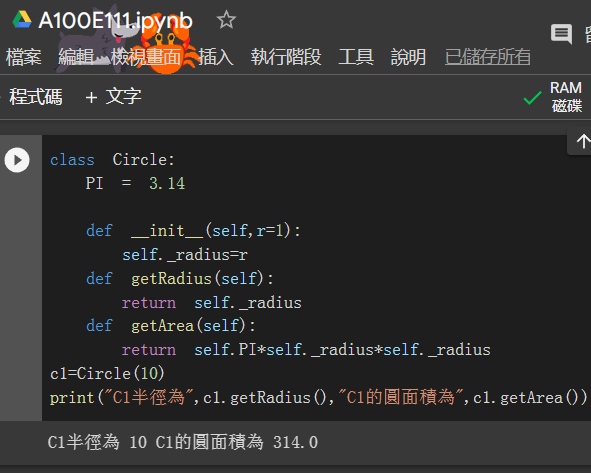 A100E111.ipynb
檔案 編輯 檢視畫面 插入 執行階段 工具 說明 已儲存所有
程式碼 + 文字 RAM
磁碟
class Circle:
PI = 3.14
def __init__(self,r=1):
self._radius=r
def getRadius(self):
return self._radius
def getArea(self):
return self.PI*self._radius*self._radius
c1=Circle(10)
print("C1半徑為",c1.getRadius(),"C1的圓面積為",c1.getArea())
C1半徑為 10 C1的圓面積為 314.0